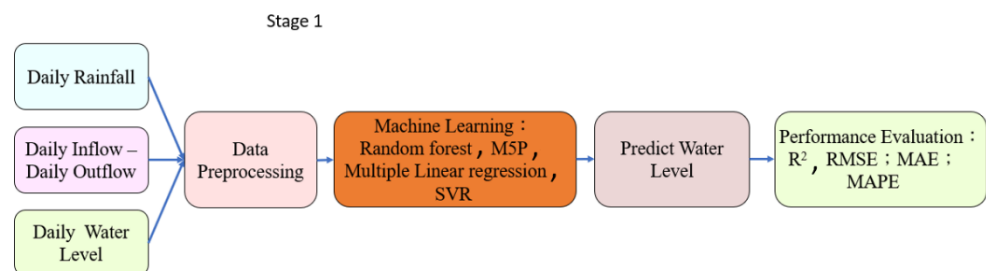 Stage 1
Daily Rainfall
Daily Inflow –
Daily Outflow
Daily Water
Level
Data
Preprocessing
Machine Learning：
Random forest，M5P，
Multiple Linear regression，
SVR
Predict Water
Level
Performance Evaluation：
R²，RMSE；MAE；
MAPE